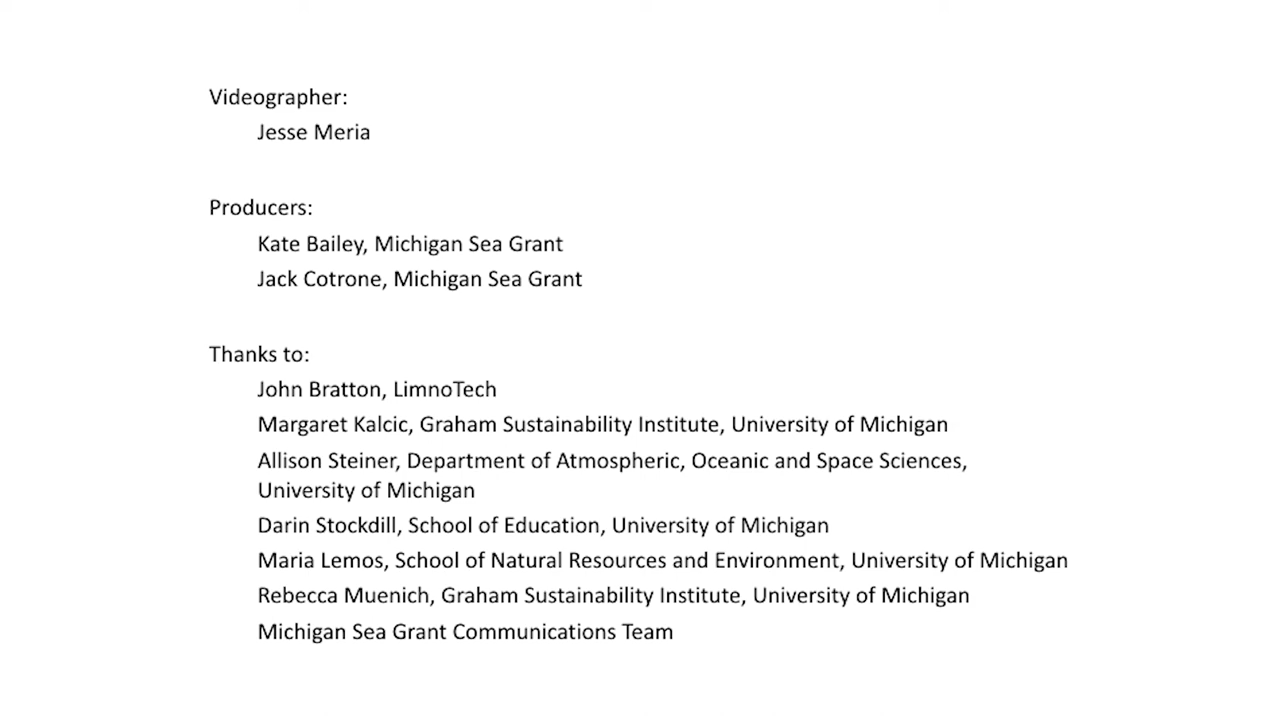 Videographer:
Jesse Meria
Producers:
Kate Bailey, Michigan Sea Grant
Jack Cotrone, Michigan Sea Grant
Thanks to:
John Bratton, LimnoTech
Margaret Kalcic, Graham Sustainability Institute, University of Michigan
Allison Steiner, Department of Atmospheric, Oceanic and Space Sciences,
University of Michigan
Darin Stockdill, School of Education, University of Michigan
Maria Lemos, School of Natural Resources and Environment, University of Michigan
Rebecca Muenich, Graham Sustainability Institute, University of Michigan
Michigan Sea Grant Communications Team